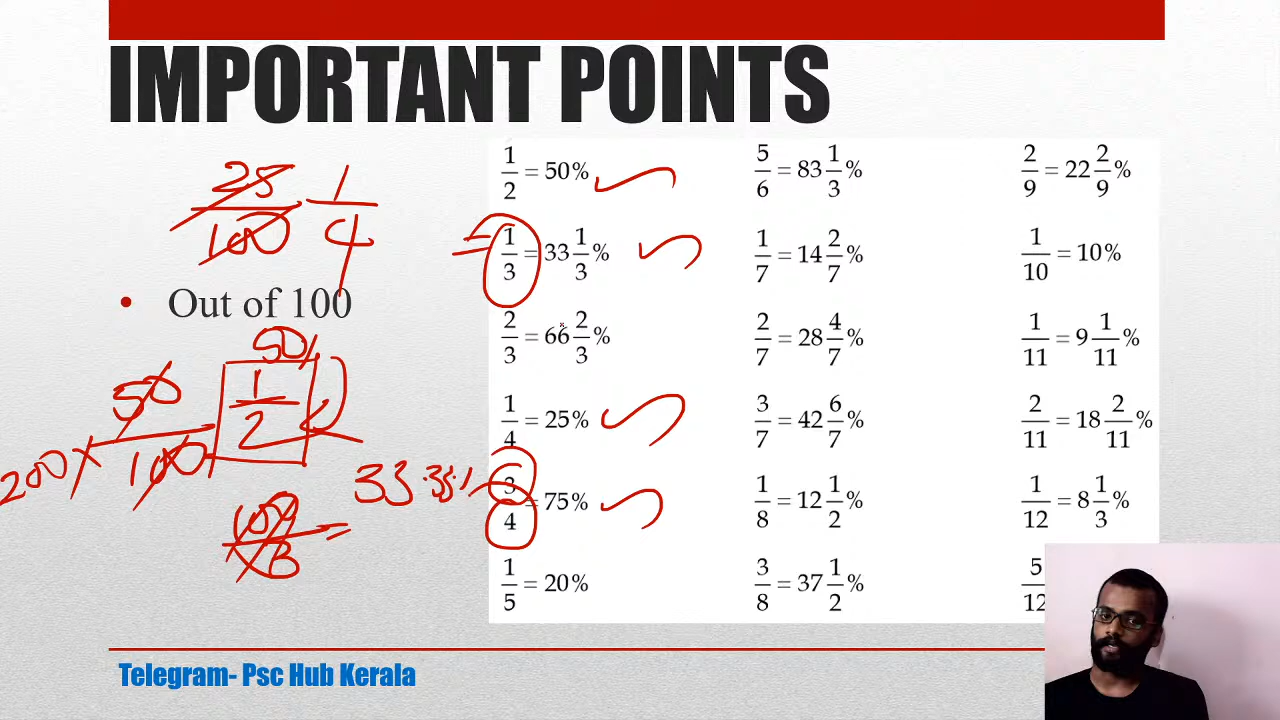 IMPORTANT POINTS
25/100 1/4
• Out of 100
50%
50/100 1/2
200 ×
33.33%
1/2 = 50%
1/3 = 33 1/3 %
2/3 = 66 2/3 %
1/4 = 25%
3/4 = 75%
1/5 = 20%
5/6 = 83 1/3 %
1/7 = 14 2/7 %
2/7 = 28 4/7 %
3/7 = 42 6/7 %
1/8 = 12 1/2 %
3/8 = 37 1/2 %
2/9 = 22 2/9 %
1/10 = 10%
1/11 = 9 1/11 %
2/11 = 18 2/11 %
1/12 = 8 1/3 %
5/12
Telegram- Psc Hub Kerala